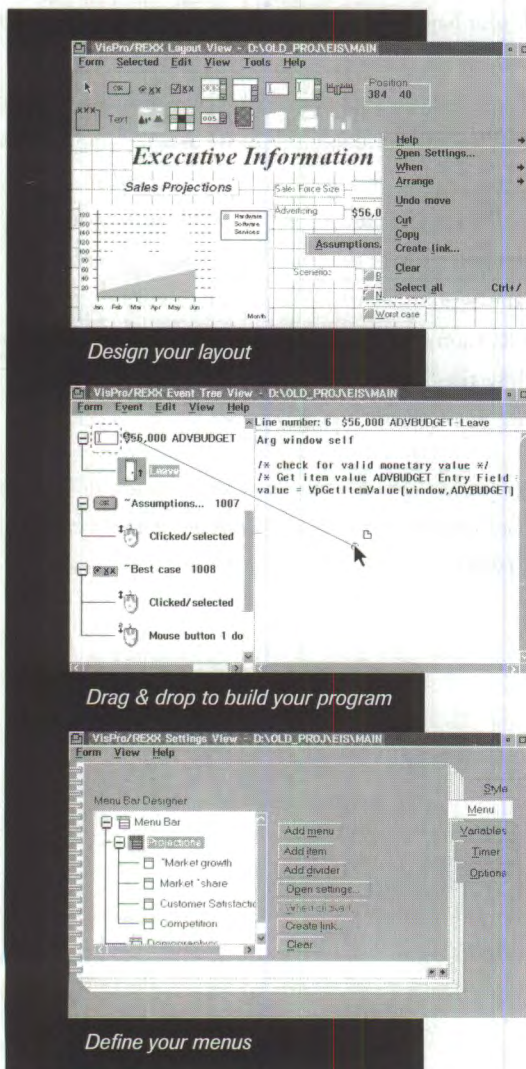 VisPro/REXX Layout View - D:\OLD_PROJ\EIS\MAIN
Form Selected Edit View Tools Help
OK XX XX
Position
384 40
Text
Executive Information
Sales Projections
Sales Force Size
Hardware
Software
Services
Advertising $56,0
Assumptions.
Scenerio:
Worst case
Jan Feb Mar Apr May Jun
Month
Help
Open Settings...
When
Arrange
Undo move
Cut
Copy
Create link...
Clear
Select all Ctrl+/
Design your layout
VisPro/REXX Event Tree View - D:\OLD_PROJ\EIS\MAIN
Form Event Edit View Help
$56,000 ADVBUDGET
Leave
~Assumptions... 1007
Clicked/selected
~Best case 1008
Clicked/selected
Mouse button 1 do
Line number: 6 $56,000 ADVBUDGET-Leave
Arg window self
/* check for valid monetary value */
/* Get item value ADVBUDGET Entry Field
value = VpGetItemValue(window,ADVBUDGET)
Drag & drop to build your program
VisPro/REXX Settings View - D:\OLD_PROJ\EIS\MAIN
Form View Help
Menu Bar Designer
Menu Bar
Projections
~Market growth
Market ~share
Customer Satisfactio
Competition
Demographics
Add menu
Add item
Add divider
Open settings...
When clicked...
Create link...
Clear
Style
Menu
Variables
Timer
Options
Define your menus